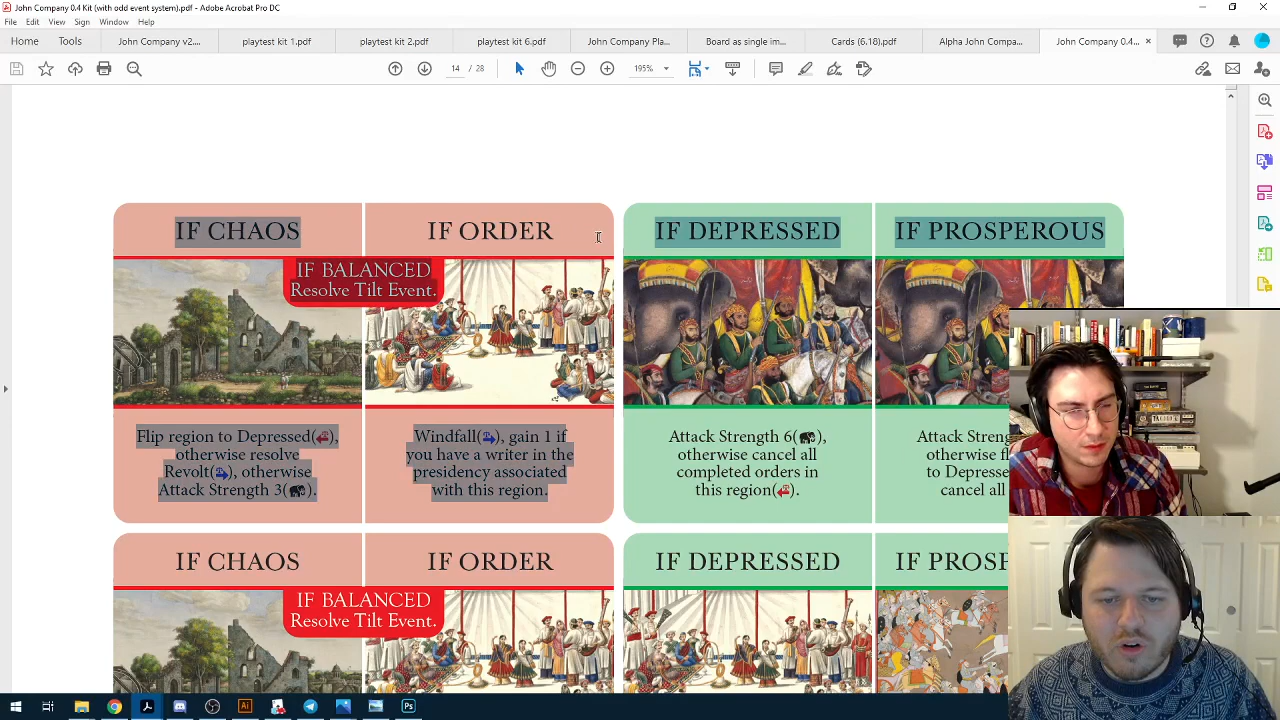 John Company 0.4 Kit (with odd event system).pdf - Adobe Acrobat Pro DC
File Edit View Sign Window Help
Home Tools John Company v2.... playtest kit 1.pdf playtest kit 2.pdf playtest kit 6.pdf John Company Pla... Board as single im... Cards (6,18).pdf Alpha John Compa... John Company 0.4...
14 / 28 195%
IF CHAOS
IF ORDER
IF BALANCED
Resolve Tilt Event.
Flip region to Depressed( ),
otherwise resolve
Revolt( ), otherwise
Attack Strength 3( ).
Windfall( ), gain 1 if
you have a writer in the
presidency associated
with this region.
IF DEPRESSED
IF PROSPEROUS
Attack Strength 6( ),
otherwise cancel all
completed orders in
this region( ).
Attack Streng
otherwise fl
to Depresse
cancel all
IF CHAOS
IF ORDER
IF BALANCED
Resolve Tilt Event.
IF DEPRESSED
IF PROSP